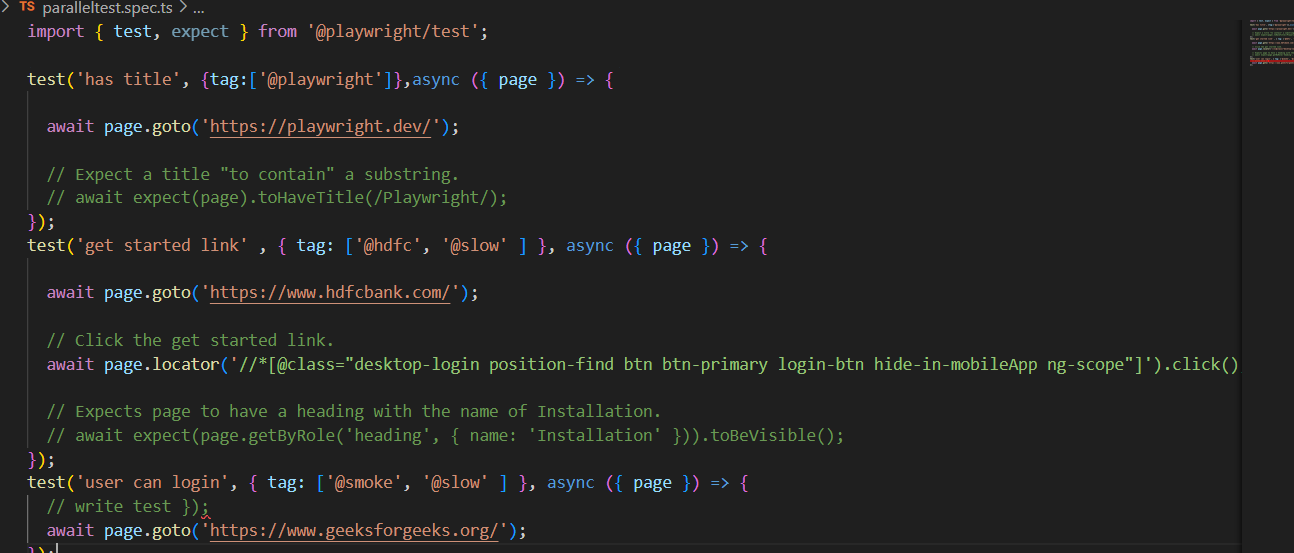 TS paralleltest.spec.ts > ...
import { test, expect } from '@playwright/test';
test('has title', {tag:['@playwright']},async ({ page }) => {
await page.goto('https://playwright.dev/');
// Expect a title "to contain" a substring.
// await expect(page).toHaveTitle(/Playwright/);
});
test('get started link' , { tag: ['@hdfc', '@slow' ] }, async ({ page }) => {
await page.goto('https://www.hdfcbank.com/');
// Click the get started link.
await page.locator('//*[@class="desktop-login position-find btn btn-primary login-btn hide-in-mobileApp ng-scope"]').click()
// Expects page to have a heading with the name of Installation.
// await expect(page.getByRole('heading', { name: 'Installation' })).toBeVisible();
});
test('user can login', { tag: ['@smoke', '@slow' ] }, async ({ page }) => {
// write test });
await page.goto('https://www.geeksforgeeks.org/');
});